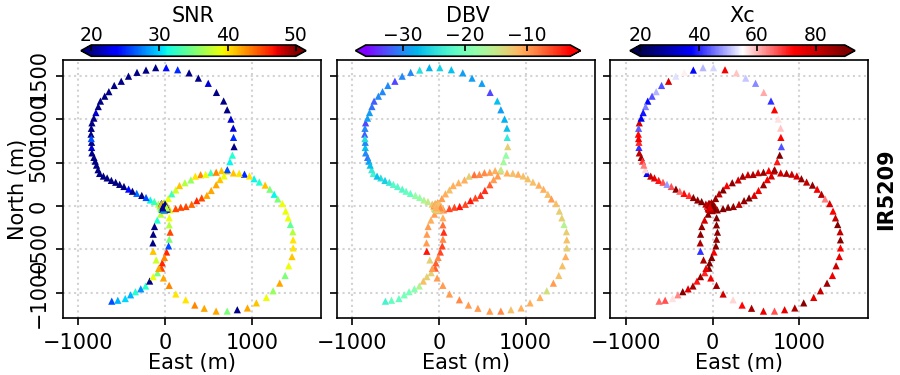 SNR DBV Xc
20 30 40 50 −30 −20 −10 20 40 60 80
1500
1000
500
0
−500
−1000
North (m)
IR5209
−1000 0 1000 −1000 0 1000 −1000 0 1000
East (m) East (m) East (m)